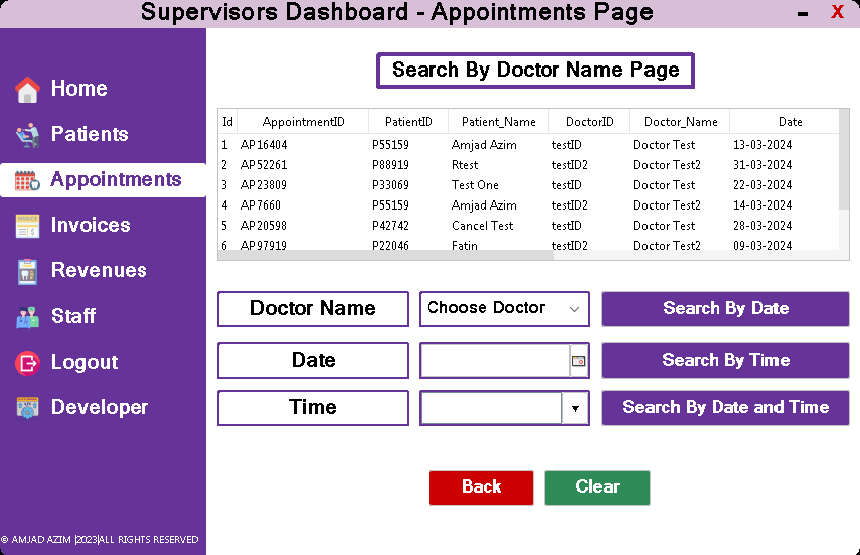 Supervisors Dashboard - Appointments Page - X
Home
Patients
Appointments
Invoices
Revenues
Staff
Logout
Developer
© AMJAD AZIM |2023|ALL RIGHTS RESERVED
Search By Doctor Name Page
Id AppointmentID PatientID Patient_Name DoctorID Doctor_Name Date
1 AP16404 P55159 Amjad Azim testID Doctor Test 13-03-2024
2 AP52261 P88919 Rtest testID2 Doctor Test2 31-03-2024
3 AP23809 P33069 Test One testID Doctor Test 22-03-2024
4 AP7660 P55159 Amjad Azim testID2 Doctor Test2 14-03-2024
5 AP20598 P42742 Cancel Test testID Doctor Test 28-03-2024
6 AP97919 P22046 Fatin testID2 Doctor Test2 09-03-2024
Doctor Name Choose Doctor Search By Date
Date Search By Time
Time Search By Date and Time
Back Clear